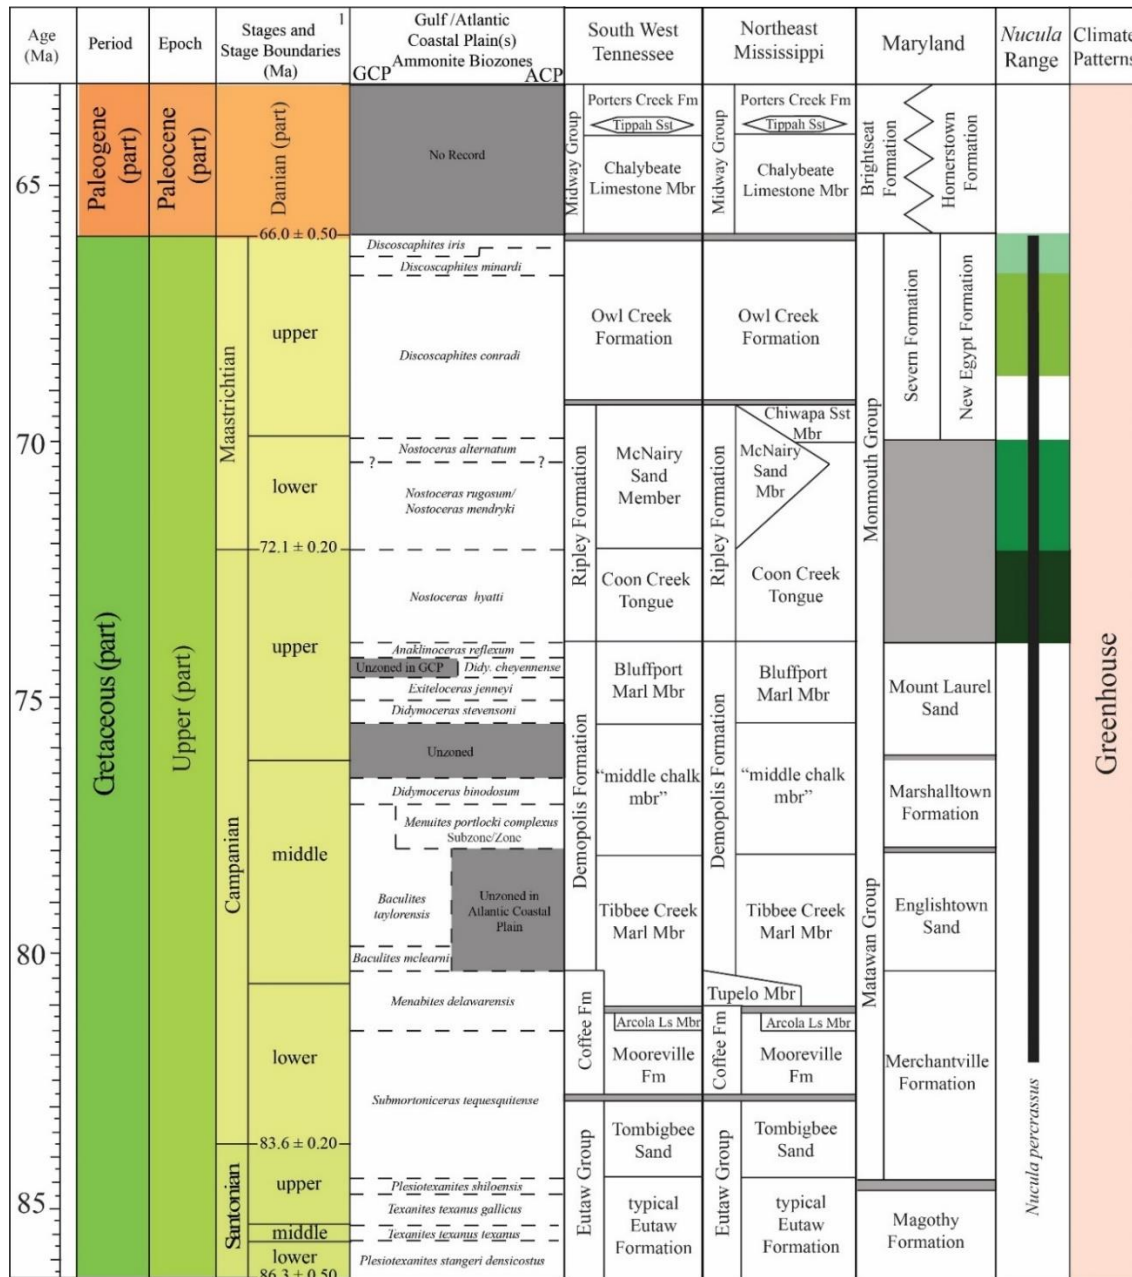 Age
(Ma)
Period
Epoch
Stages and
Stage Boundaries
(Ma)
1
Gulf /Atlantic
Coastal Plain(s)
Ammonite Biozones
GCP
ACP
South West
Tennessee
Northeast
Mississippi
Maryland
Nucula
Range
Climate
Patterns
65
70
75
80
85
Paleogene
(part)
Cretaceous (part)
Paleocene
(part)
Upper (part)
Danian (part)
66.0 ± 0.50
Maastrichtian
upper
lower
72.1 ± 0.20
Campanian
upper
middle
lower
83.6 ± 0.20
Santonian
upper
middle
lower
86.3 ± 0.50
No Record
Discoscaphites iris
Discoscaphites minardi
Discoscaphites conradi
Nostoceras alternatum
?
?
Nostoceras rugosum/
Nostoceras mendryki
Nostoceras hyatti
Anaklinoceras reflexum
Unzoned in GCP
Didy. cheyennense
Exiteloceras jenneyi
Didymoceras stevensoni
Unzoned
Didymoceras binodosum
Menuites portlocki complexus
Subzone/Zone
Baculites
taylorensis
Unzoned in
Atlantic Coastal
Plain
Baculites mclearni
Menabites delawarensis
Submortoniceras tequesquitense
Plesiotexanites shiloensis
Texanites texanus gallicus
Texanites texanus texanus
Plesiotexanites stangeri densicostus
Midway Group
Porters Creek Fm
Tippah Sst
Chalybeate
Limestone Mbr
Owl Creek
Formation
Ripley Formation
McNairy
Sand
Member
Coon Creek
Tongue
Demopolis Formation
Bluffport
Marl Mbr
“middle chalk
mbr”
Tibbee Creek
Marl Mbr
Coffee Fm
Arcola Ls Mbr
Mooreville
Fm
Eutaw Group
Tombigbee
Sand
typical
Eutaw
Formation
Midway Group
Porters Creek Fm
Tippah Sst
Chalybeate
Limestone Mbr
Owl Creek
Formation
Ripley Formation
Chiwapa Sst
Mbr
McNairy
Sand
Mbr
Coon Creek
Tongue
Demopolis Formation
Bluffport
Marl Mbr
“middle chalk
mbr”
Tibbee Creek
Marl Mbr
Tupelo Mbr
Coffee Fm
Arcola Ls Mbr
Mooreville
Fm
Eutaw Group
Tombigbee
Sand
typical
Eutaw
Formation
Brightseat
Formation
Hornerstown
Formation
Monmouth Group
Severn Formation
New Egypt Formation
Matawan Group
Mount Laurel
Sand
Marshalltown
Formation
Englishtown
Sand
Merchantville
Formation
Magothy
Formation
Nucula percrassus
Greenhouse